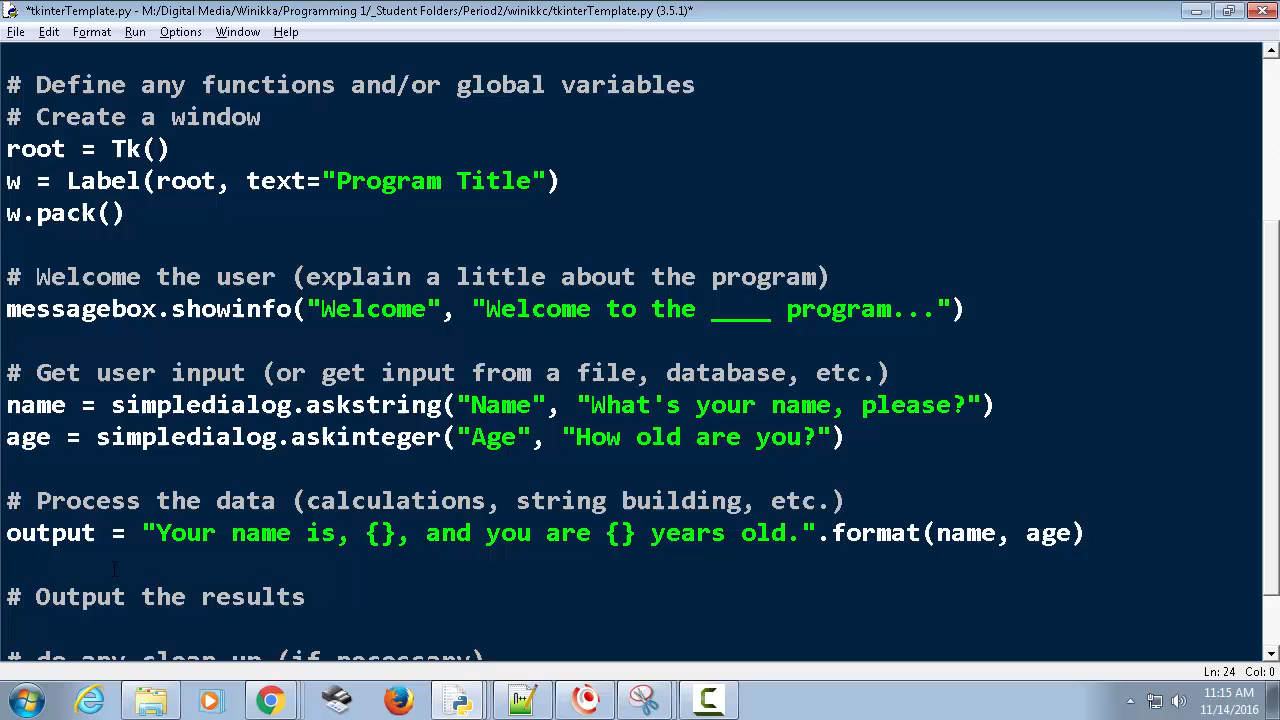 *tkinterTemplate.py - M:/Digital Media/Winikka/Programming 1/_Student Folders/Period2/winikkc/tkinterTemplate.py (3.5.1)*
File Edit Format Run Options Window Help
# Define any functions and/or global variables
# Create a window
root = Tk()
w = Label(root, text="Program Title")
w.pack()
# Welcome the user (explain a little about the program)
messagebox.showinfo("Welcome", "Welcome to the ____ program...")
# Get user input (or get input from a file, database, etc.)
name = simpledialog.askstring("Name", "What's your name, please?")
age = simpledialog.askinteger("Age", "How old are you?")
# Process the data (calculations, string building, etc.)
output = "Your name is, {}, and you are {} years old.".format(name, age)
# Output the results
# do any clean up (if necessary)
Ln: 24 Col: 0
11:15 AM
11/14/2016